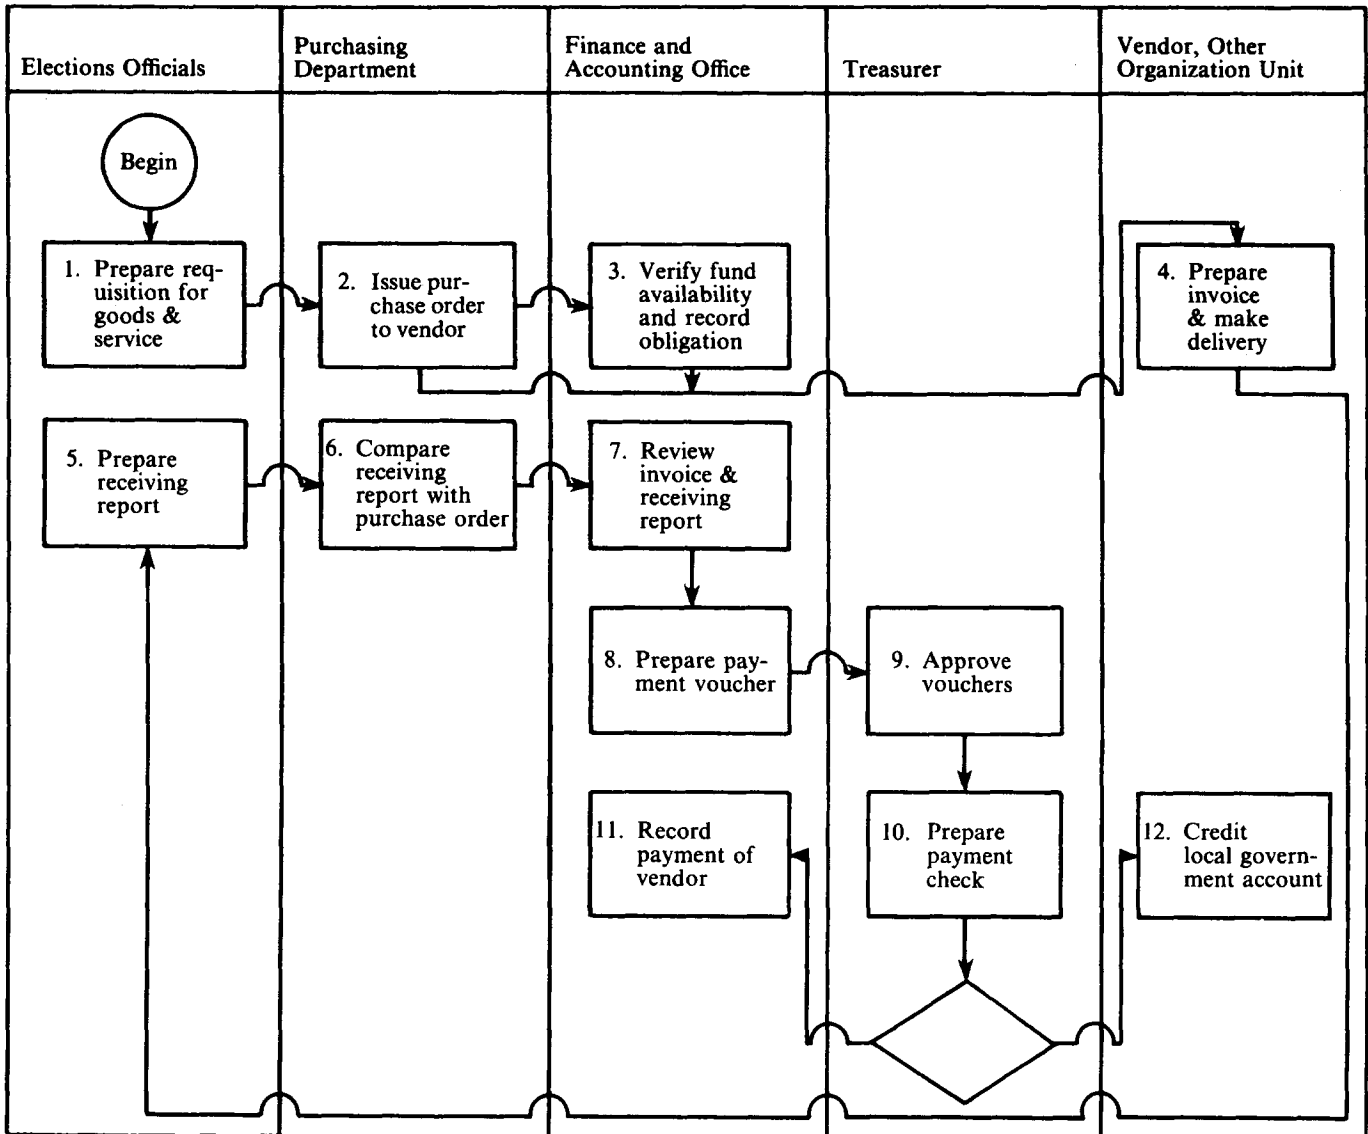 Elections Officials
Purchasing
Department
Finance and
Accounting Office
Treasurer
Vendor, Other
Organization Unit
Begin
1. Prepare req-
uisition for
goods &
service
2. Issue pur-
chase order
to vendor
3. Verify fund
availability
and record
obligation
4. Prepare
invoice
& make
delivery
5. Prepare
receiving
report
6. Compare
receiving
report with
purchase order
7. Review
invoice &
receiving
report
8. Prepare pay-
ment voucher
9. Approve
vouchers
11. Record
payment of
vendor
10. Prepare
payment
check
12. Credit
local govern-
ment account